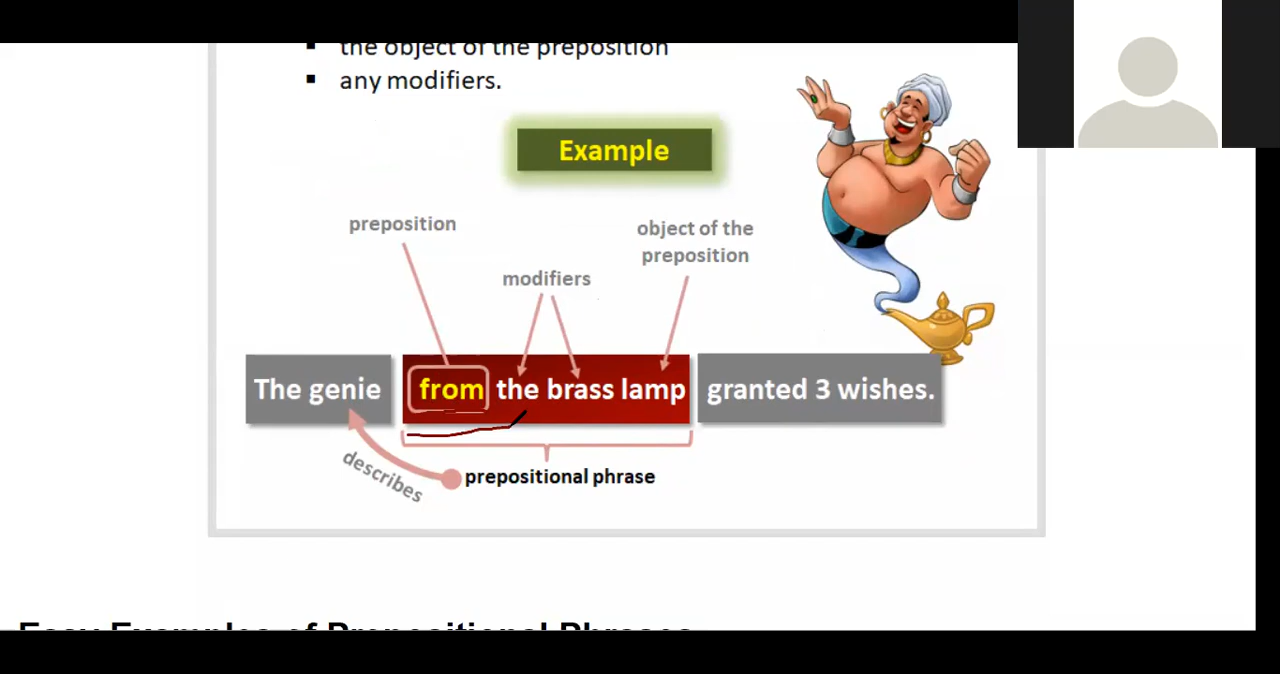 the object of the preposition
any modifiers.
Example
preposition
object of the
preposition
modifiers
The genie from the brass lamp granted 3 wishes.
describes
prepositional phrase
Easy Examples of Prepositional Phrases